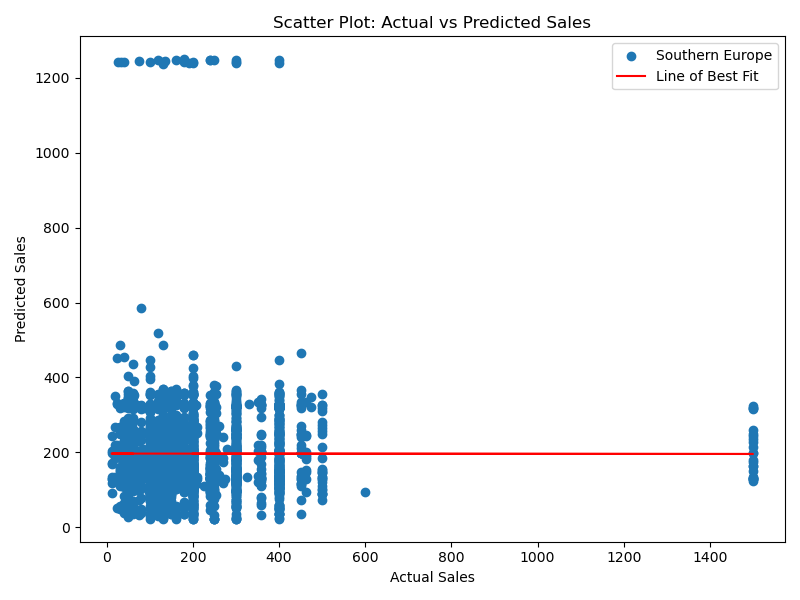 Scatter Plot: Actual vs Predicted Sales
Southern Europe
Line of Best Fit
Predicted Sales
1200
1000
800
600
400
200
0
0 200 400 600 800 1000 1200 1400
Actual Sales